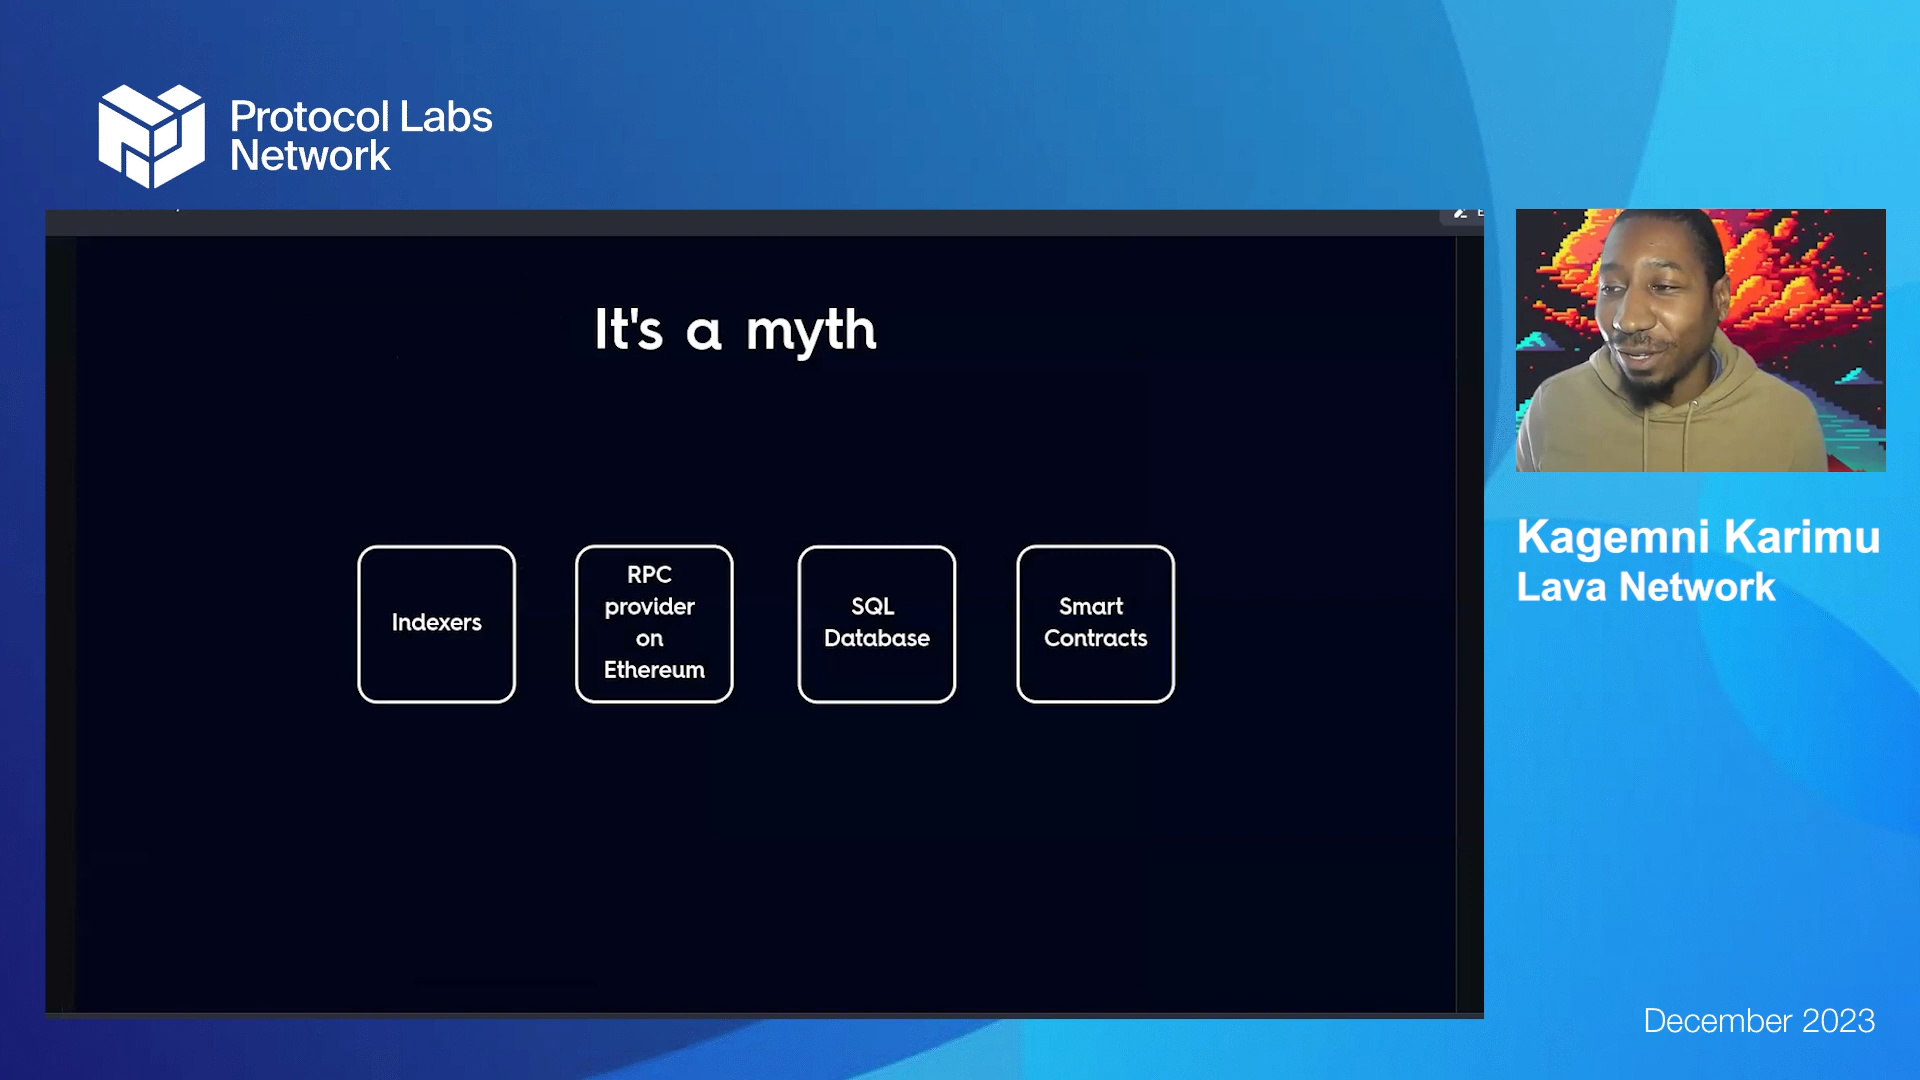 Protocol Labs
Network
It's a myth
Indexers
RPC
provider
on
Ethereum
SQL
Database
Smart
Contracts
Kagemni Karimu
Lava Network
December 2023